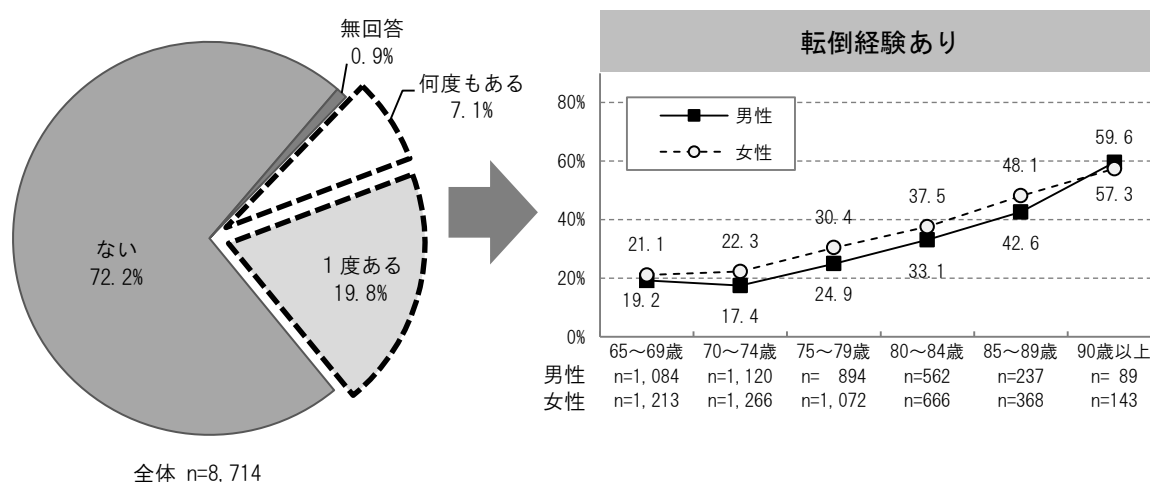 無回答
0.9%
何度もある
7.1%
1度ある
19.8%
ない
72.2%
全体 n=8,714
転倒経験あり
男性
女性
80%
60%
40%
20%
0%
21.1
22.3
30.4
37.5
48.1
59.6
19.2
17.4
24.9
33.1
42.6
57.3
65～69歳 70～74歳 75～79歳 80～84歳 85～89歳 90歳以上
男性 n=1,084 n=1,120 n= 894 n=562 n=237 n= 89
女性 n=1,213 n=1,266 n=1,072 n=666 n=368 n=143